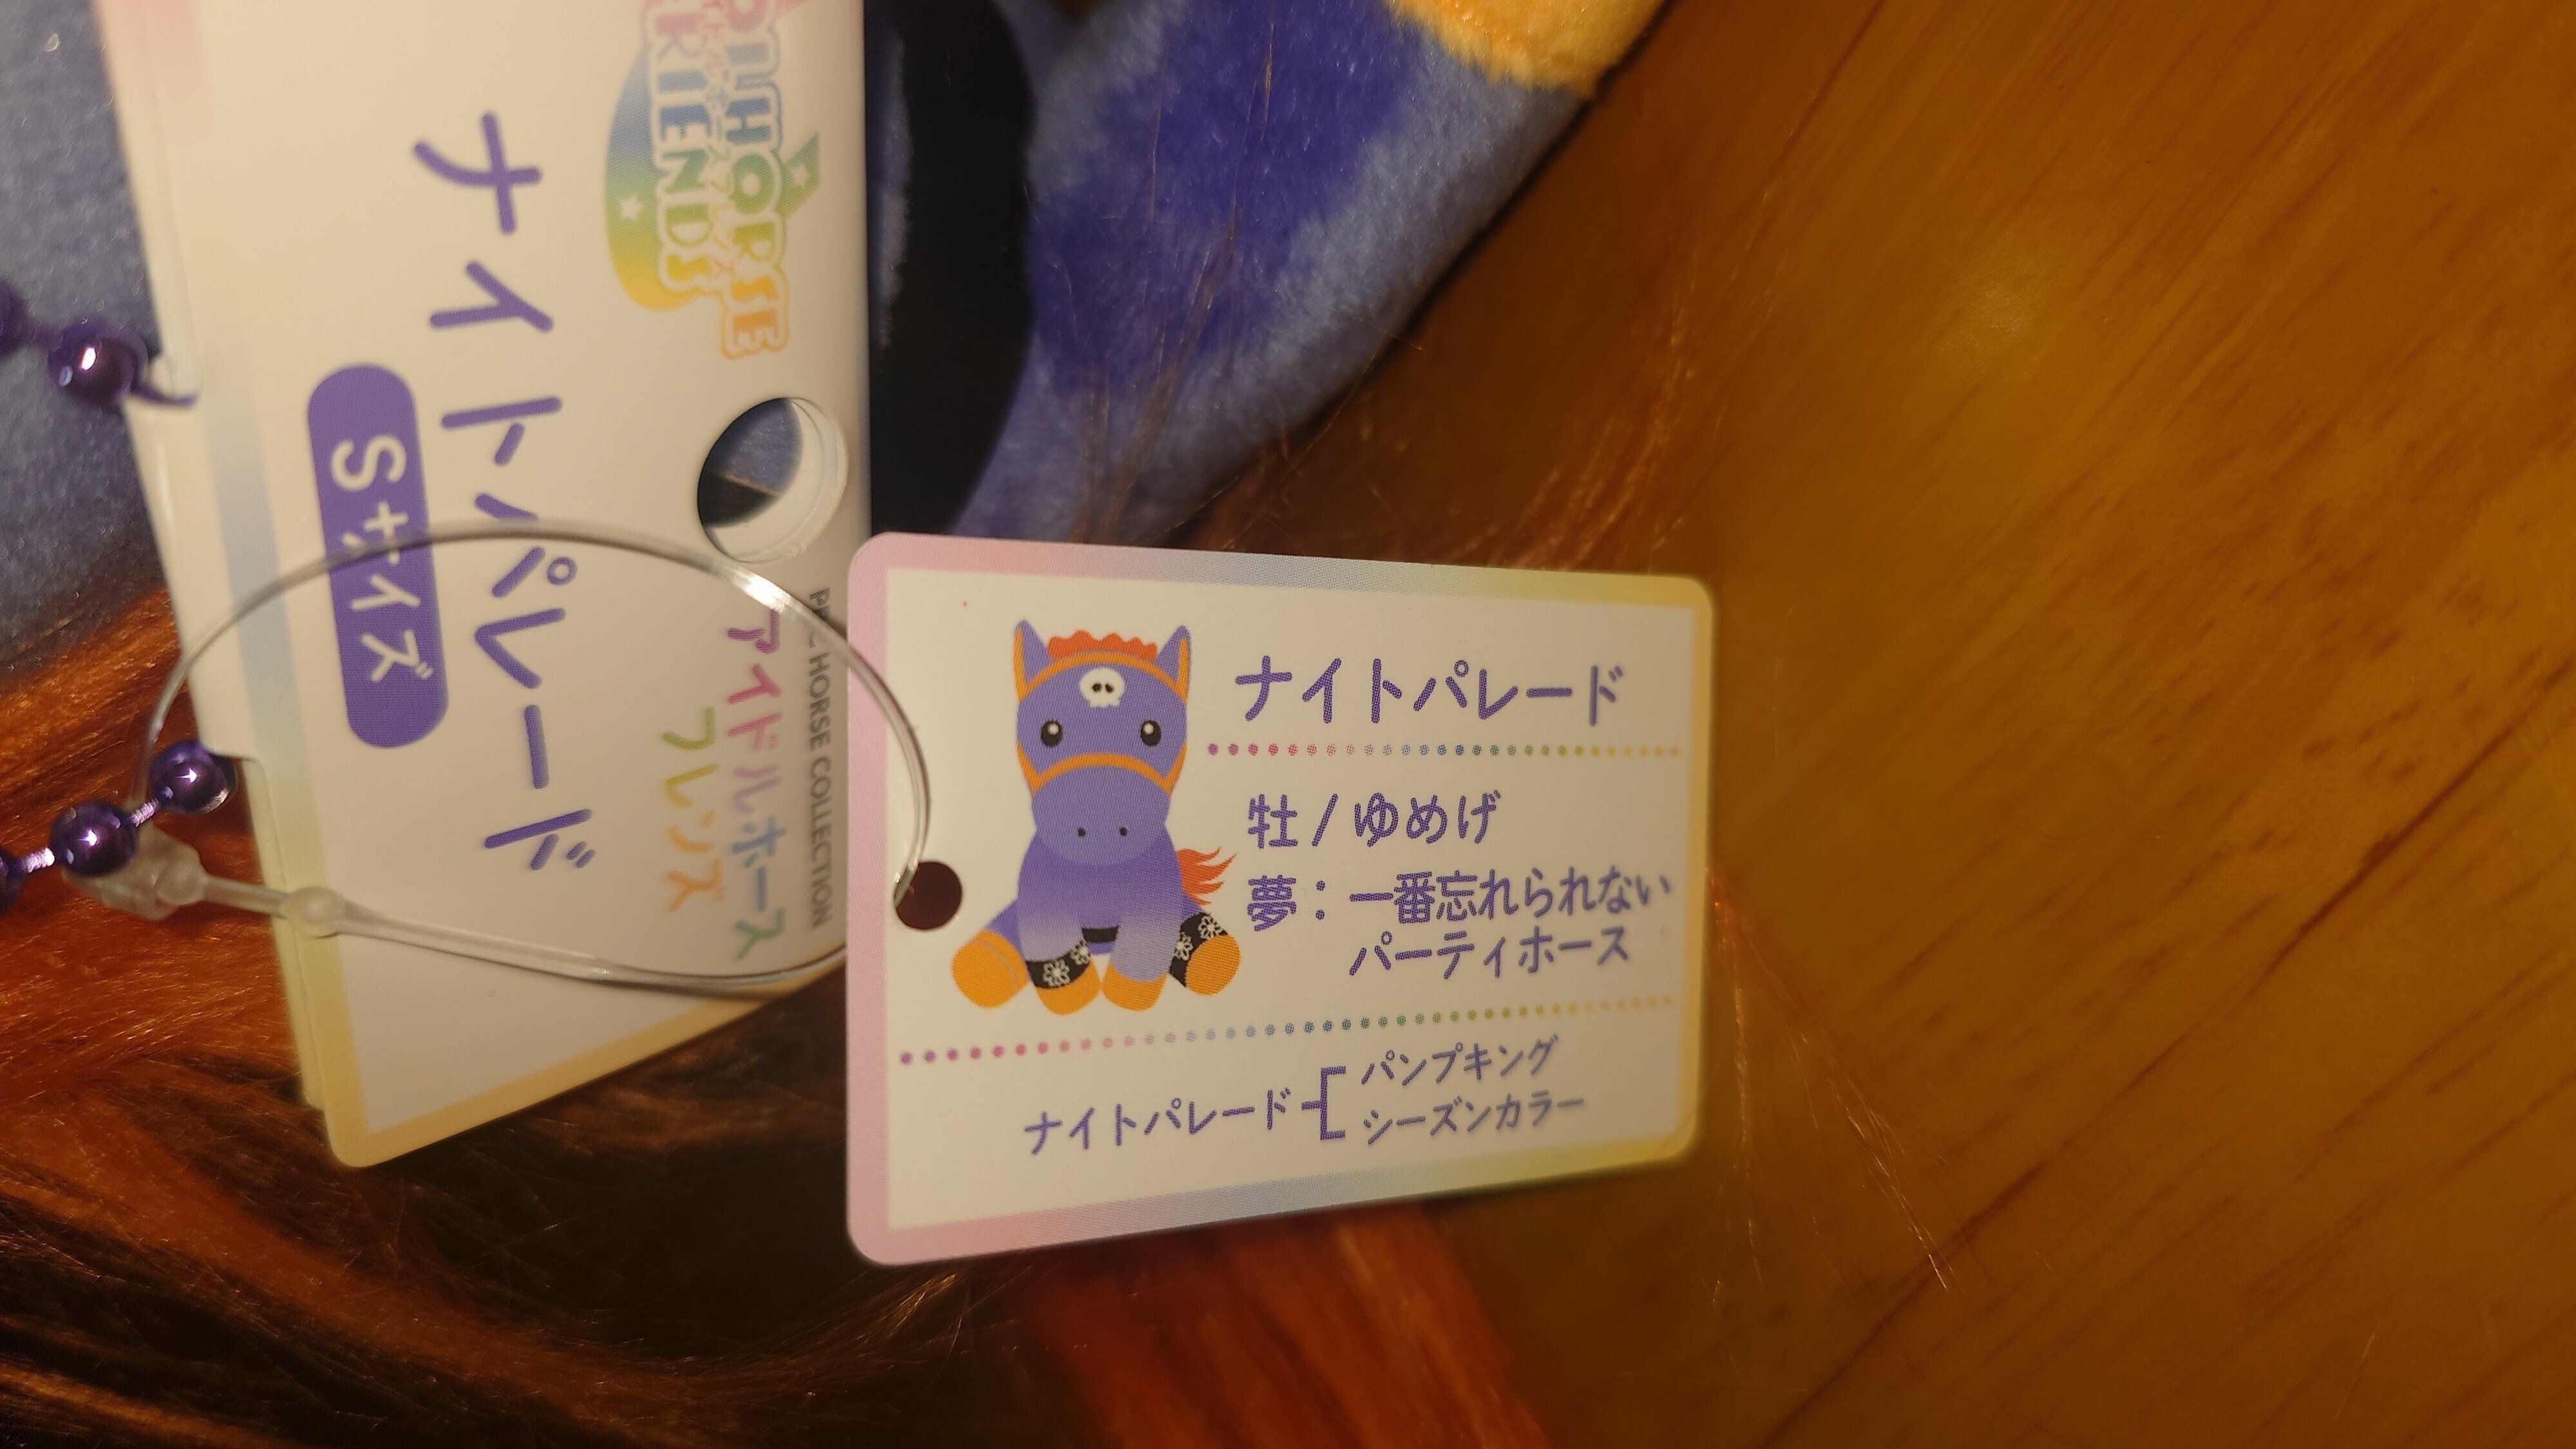 HORSE
FRIENDS
アイドルホース
フレンズ
HORSE COLLECTION
ナイトパレード
Sサイズ
ナイトパレード
牡/ゆめげ
夢:一番忘れられない
パーティホース
ナイトパレード
パンプキング
シーズンカラー